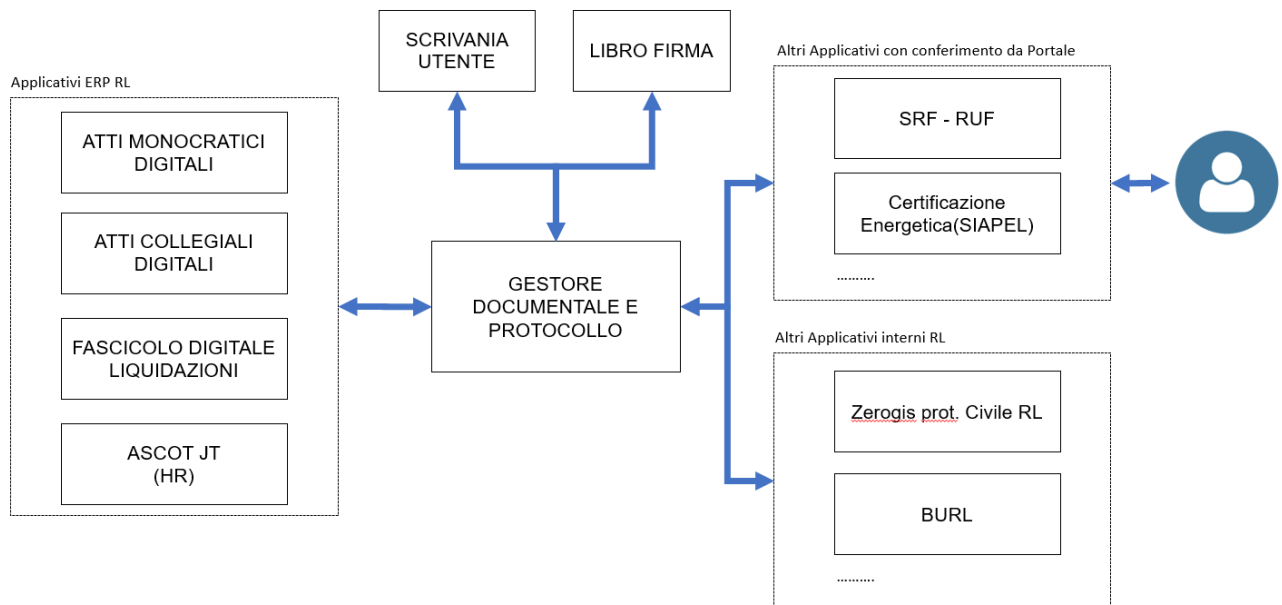 SCRIVANIA
UTENTE
LIBRO FIRMA
Altri Applicativi con conferimento da Portale
Applicativi ERP RL
ATTI MONOCRATICI
DIGITALI
ATTI COLLEGIALI
DIGITALI
FASCICOLO DIGITALE
LIQUIDAZIONI
ASCOT JT
(HR)
GESTORE
DOCUMENTALE E
PROTOCOLLO
SRF - RUF
Certificazione
Energetica(SIAPEL)
……….
Altri Applicativi interni RL
Zerogis prot. Civile RL
BURL
……….